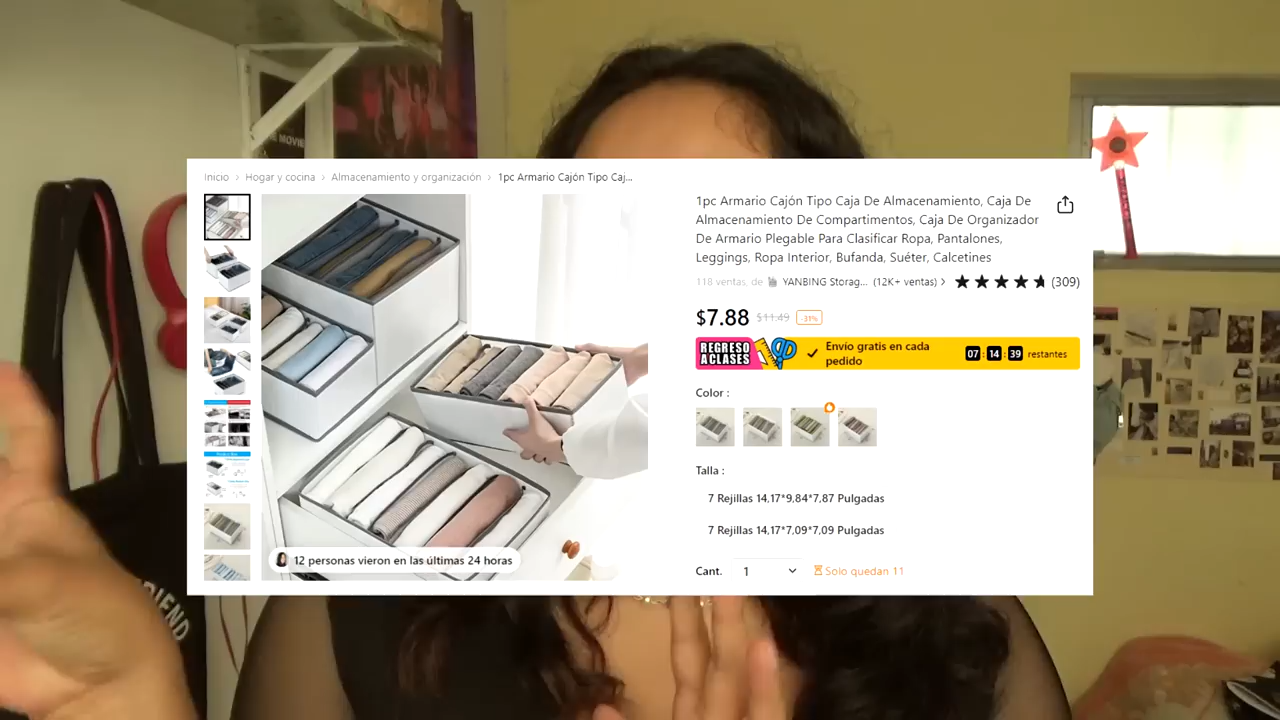 THE MOVIE
Inicio > Hogar y cocina > Almacenamiento y organización > 1pc Armario Cajón Tipo Caj...
1pc Armario Cajón Tipo Caja De Almacenamiento, Caja De
Almacenamiento De Compartimentos, Caja De Organizador
De Armario Plegable Para Clasificar Ropa, Pantalones,
Leggings, Ropa Interior, Bufanda, Suéter, Calcetines
118 ventas, de YANBING Storag... (12K+ ventas) > (309)
$7.88 $11.49 -31%
REGRESO
A CLASES
Envío gratis en cada
pedido
07 : 14 : 39 restantes
Color :
Talla :
7 Rejillas 14,17*9,84*7,87 Pulgadas
7 Rejillas 14,17*7,09*7,09 Pulgadas
12 personas vieron en las últimas 24 horas
Cant. 1 Solo quedan 11
RIEND